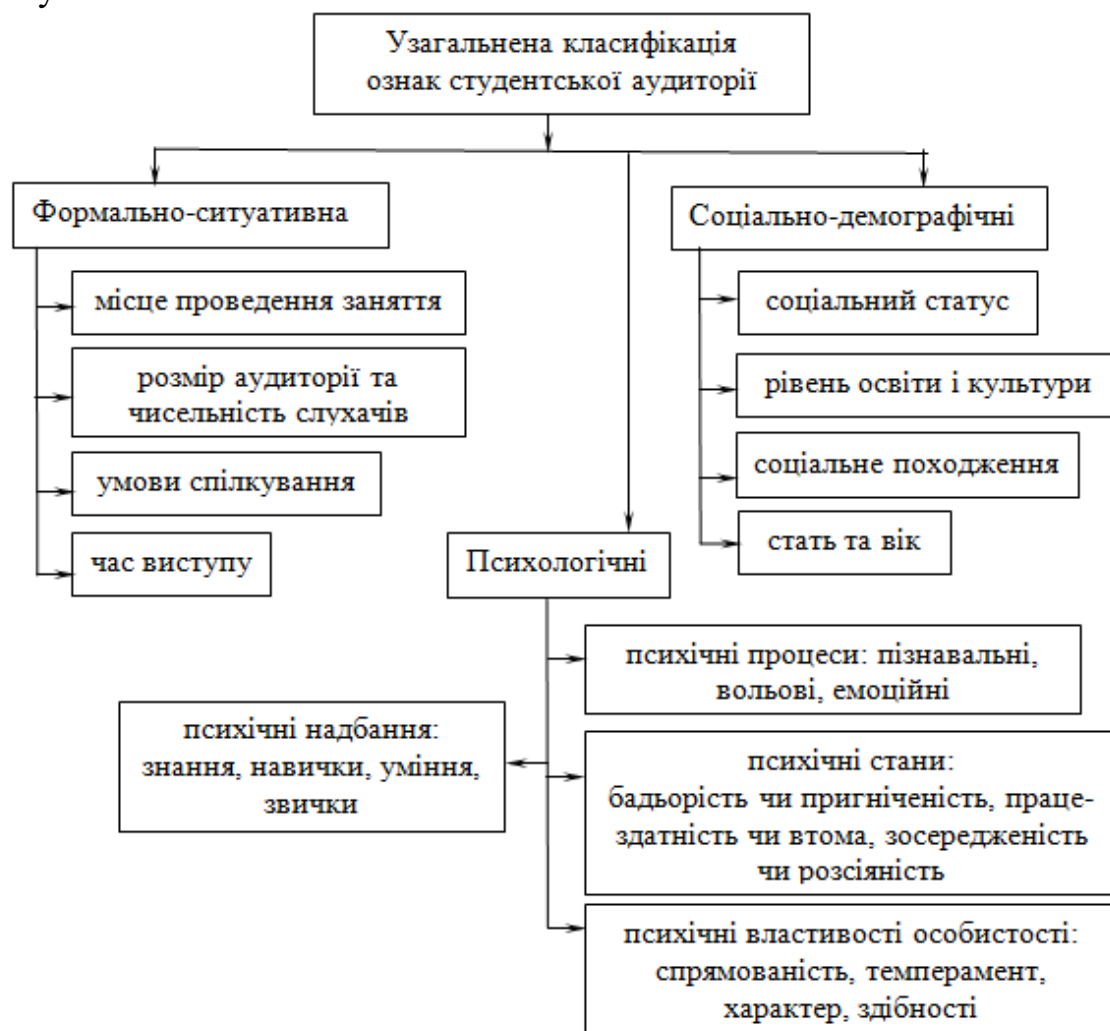 Узагальнена класифікація
ознак студентської аудиторії
Формально-ситуативна
місце проведення заняття
розмір аудиторії та
чисельність слухачів
умови спілкування
час виступу
Соціально-демографічні
соціальний статус
рівень освіти і культури
соціальне походження
стать та вік
Психологічні
психічні надбання:
знання, навички, уміння,
звички
психічні процеси: пізнавальні,
вольові, емоційні
психічні стани:
бадьорість чи пригніченість, праце-
здатність чи втома, зосередженість
чи розсіяність
психічні властивості особистості:
спрямованість, темперамент,
характер, здібності